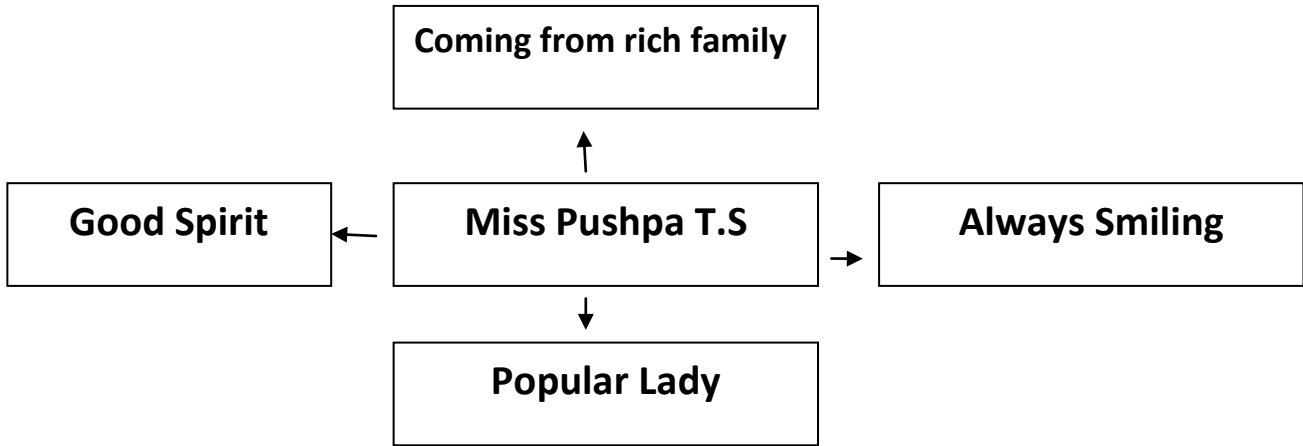 Coming from rich family
Good Spirit
Miss Pushpa T.S
Always Smiling
Popular Lady